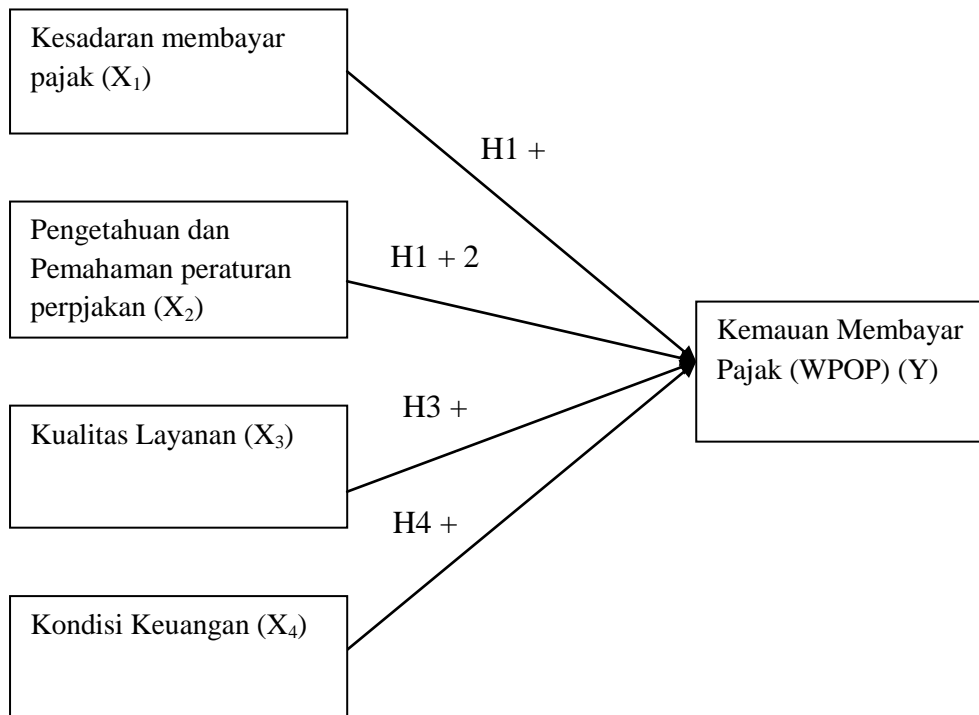 Kesadaran membayar
pajak (X₁)
H1 +
Pengetahuan dan
Pemahaman peraturan
perpjakan (X₂)
H1 + 2
Kemauan Membayar
Pajak (WPOP) (Y)
Kualitas Layanan (X₃)
H3 +
H4 +
Kondisi Keuangan (X₄)